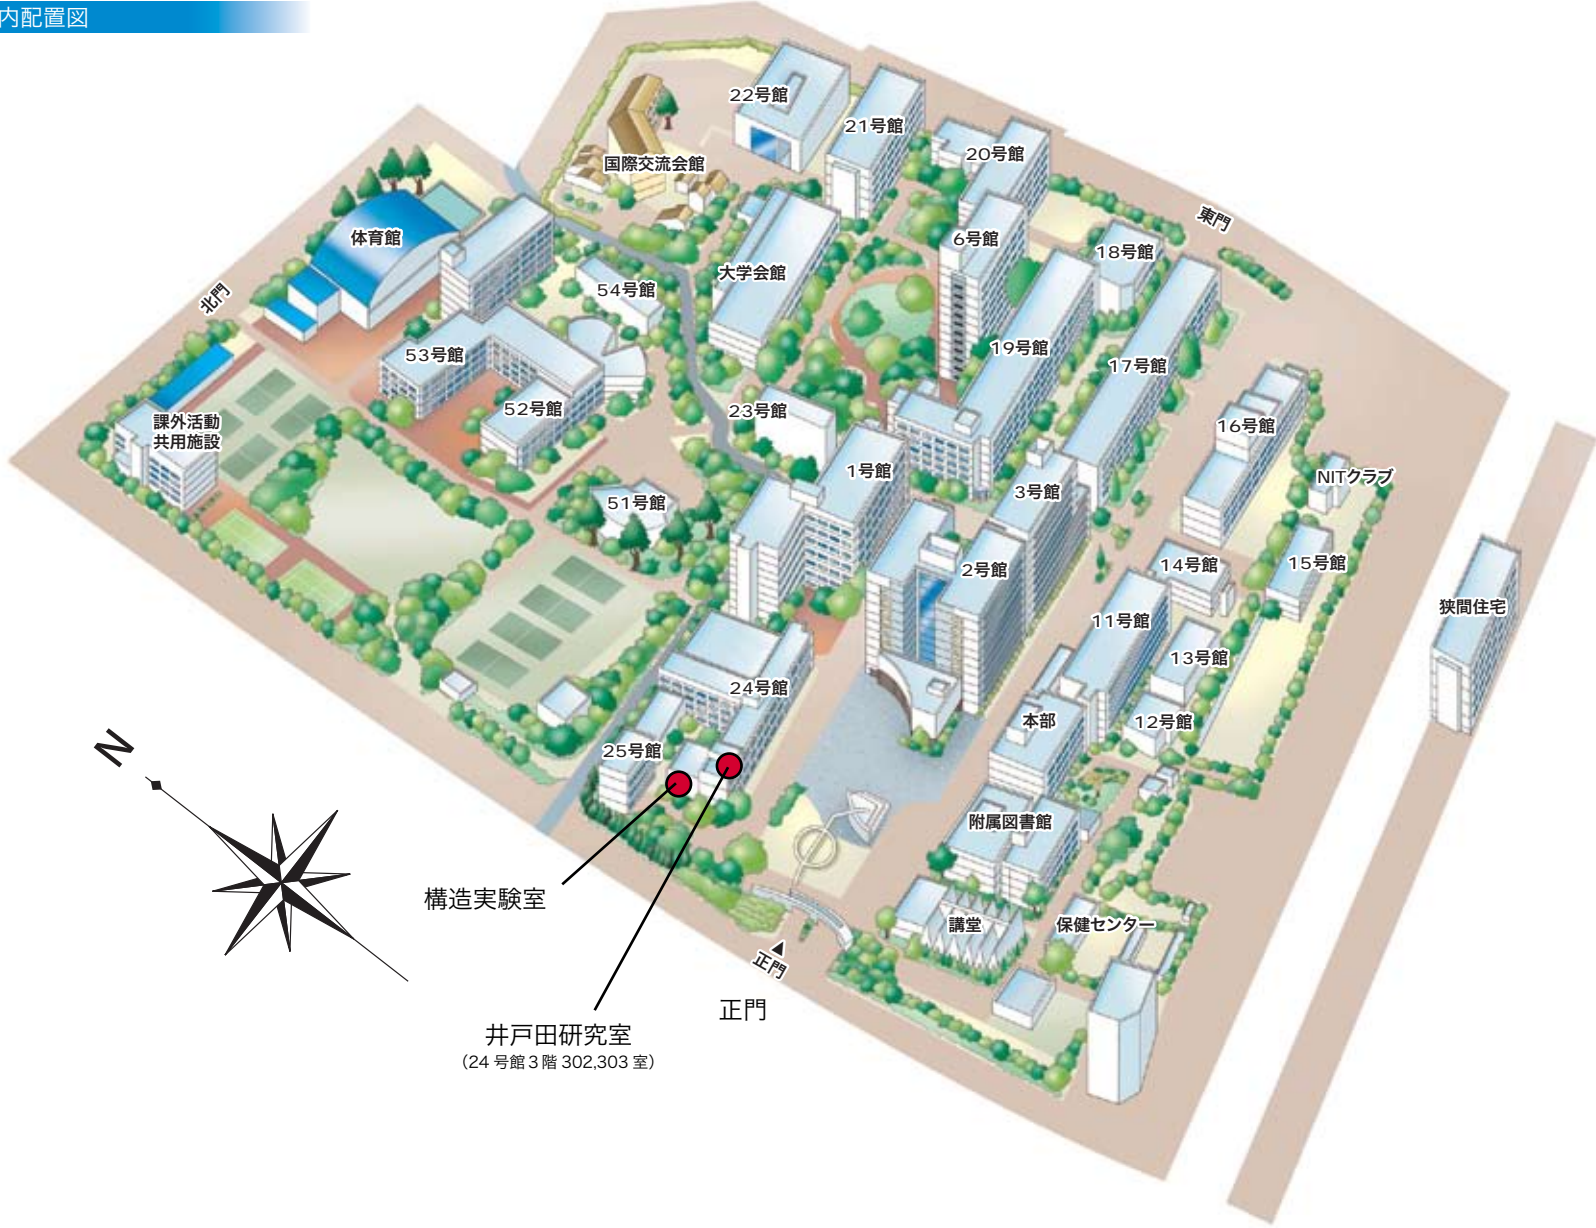 内配置図
22号館
21号館
20号館
国際交流会館
東門
体育館
6号館
18号館
大学会館
54号館
北門
53号館
19号館
17号館
課外活動
共用施設
52号館
23号館
16号館
1号館
NITクラブ
3号館
51号館
2号館
14号館
15号館
狭間住宅
11号館
13号館
24号館
本部
12号館
25号館
N
附属図書館
構造実験室
講堂
保健センター
正門
正門
井戸田研究室
(24 号館 3 階 302,303 室)